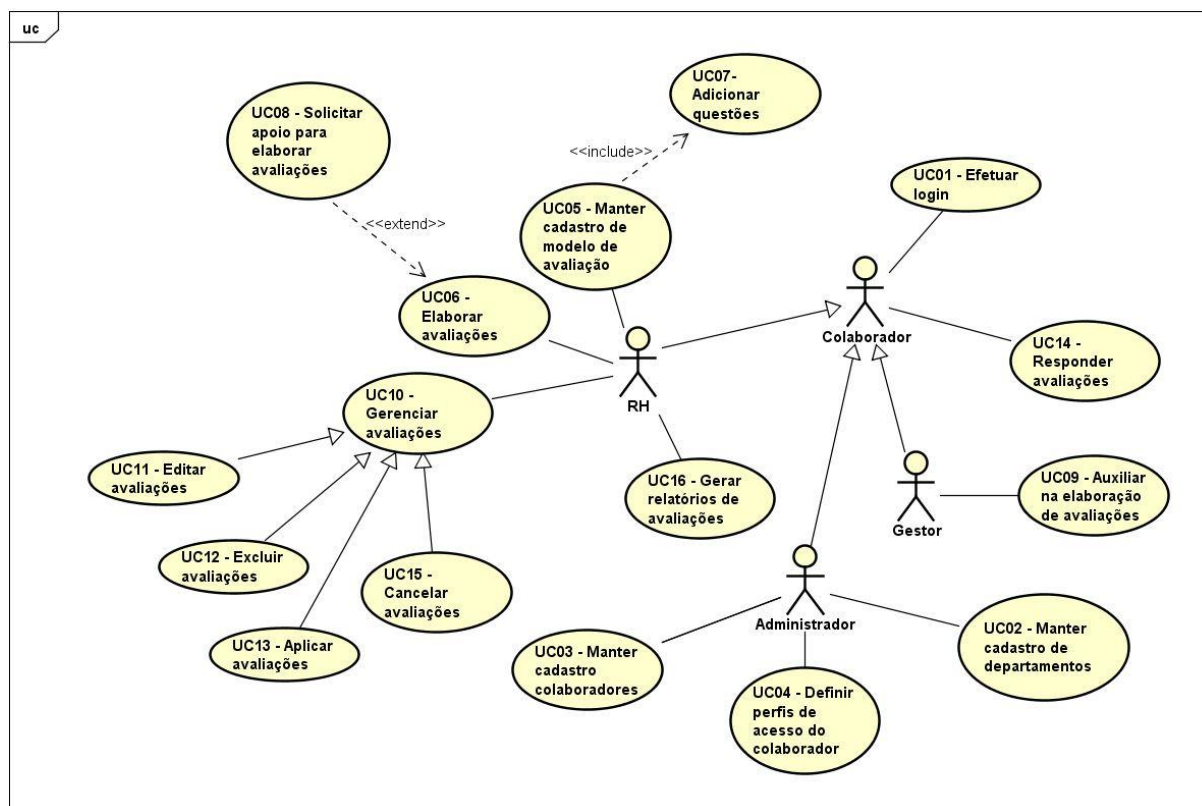 uc
UC08 - Solicitar
apoio para
elaborar
avaliações
UC07-
Adicionar
questões
<<include>>
<<extend>>
UC05 - Manter
cadastro de
modelo de
avaliação
UC01 - Efetuar
login
UC06 -
Elaborar
avaliações
Colaborador
UC14 -
Responder
avaliações
RH
UC10 -
Gerenciar
avaliações
UC11 - Editar
avaliações
UC16 - Gerar
relatórios de
avaliações
UC09 - Auxiliar
na elaboração
de avaliações
Gestor
UC12 - Excluir
avaliações
UC15 -
Cancelar
avaliações
UC13 - Aplicar
avaliações
Administrador
UC03 - Manter
cadastro
colaboradores
UC02 - Manter
cadastro de
departamentos
UC04 - Definir
perfis de
acesso do
colaborador